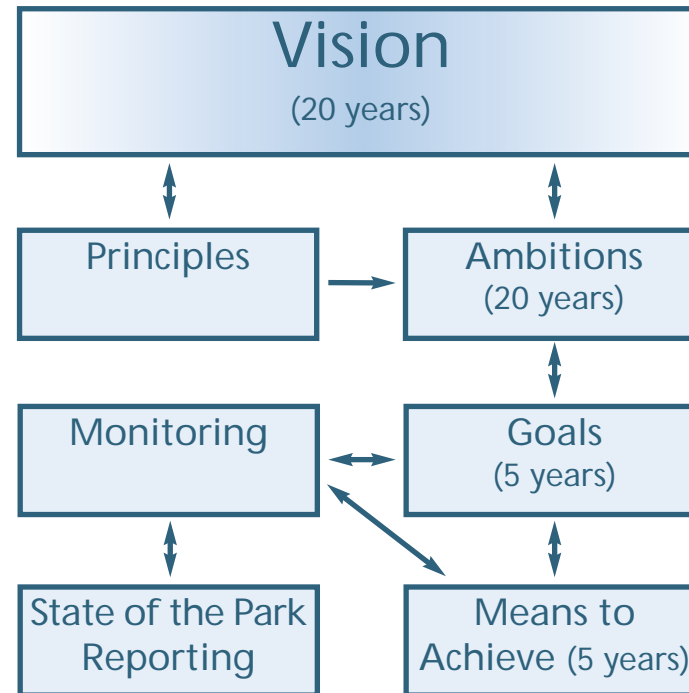 Vision
(20 years)
Principles
Ambitions
(20 years)
Monitoring
Goals
(5 years)
State of the Park
Reporting
Means to
Achieve (5 years)